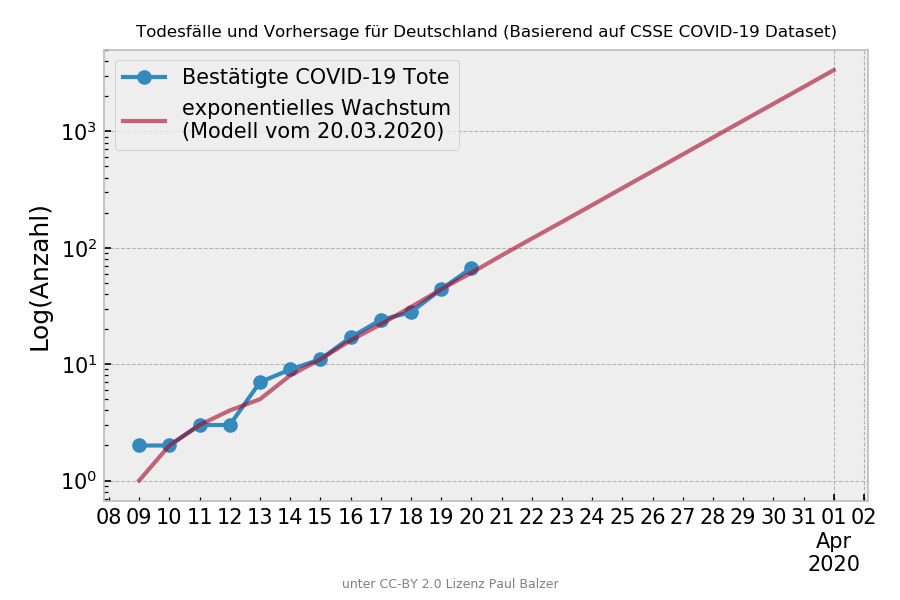 Todesfälle und Vorhersage für Deutschland (Basierend auf CSSE COVID-19 Dataset)
Bestätigte COVID-19 Tote
exponentielles Wachstum
(Modell vom 20.03.2020)
Log(Anzahl)
10³
10²
10¹
10⁰
08 09 10 11 12 13 14 15 16 17 18 19 20 21 22 23 24 25 26 27 28 29 30 31 01 02
Apr
2020
unter CC-BY 2.0 Lizenz Paul Balzer